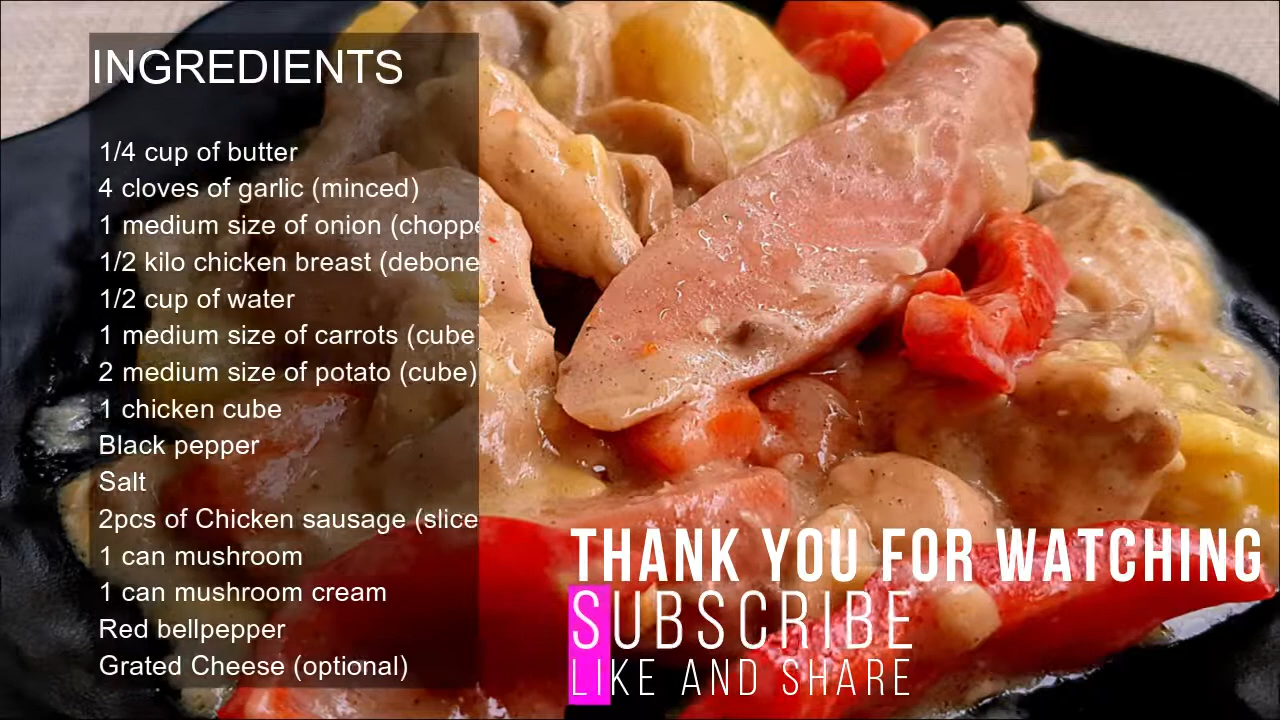 INGREDIENTS
1/4 cup of butter
4 cloves of garlic (minced)
1 medium size of onion (choppe
1/2 kilo chicken breast (debone
1/2 cup of water
1 medium size of carrots (cube)
2 medium size of potato (cube)
1 chicken cube
Black pepper
Salt
2pcs of Chicken sausage (slice
1 can mushroom
1 can mushroom cream
Red bellpepper
Grated Cheese (optional)
THANK YOU FOR WATCHING
SUBSCRIBE
LIKE AND SHARE